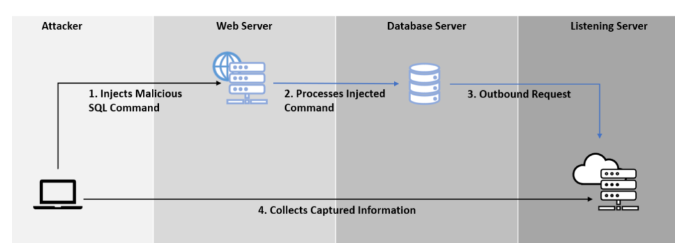 Attacker
Web Server
Database Server
Listening Server
1. Injects Malicious
SQL Command
2. Processes Injected
Command
3. Outbound Request
4. Collects Captured Information